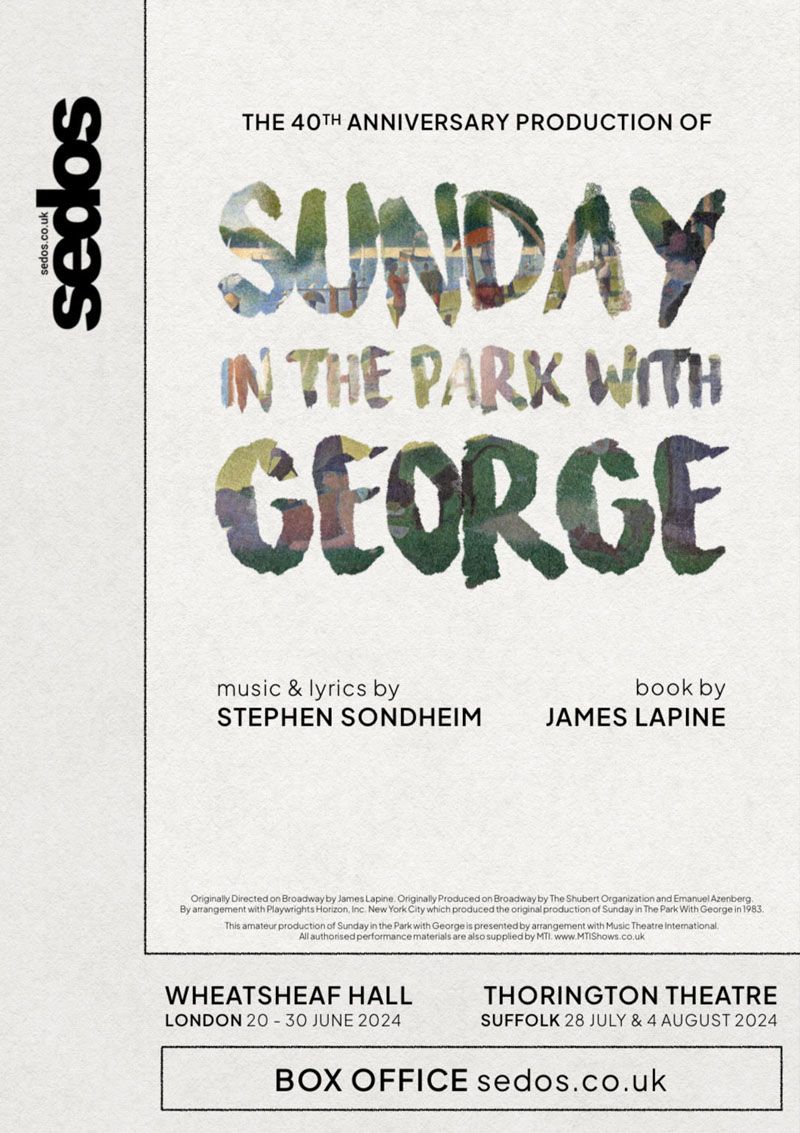 sedos
sedos.co.uk
THE 40TH ANNIVERSARY PRODUCTION OF
SUNDAY
IN THE PARK WITH
GEORGE
music & lyrics by
STEPHEN SONDHEIM
book by
JAMES LAPINE
Originally Directed on Broadway by James Lapine. Originally Produced on Broadway by The Shubert Organization and Emanuel Azenberg.
By arrangement with Playwrights Horizon, Inc. New York City which produced the original production of Sunday in The Park With George in 1983.
This amateur production of Sunday in the Park with George is presented by arrangement with Music Theatre International.
All authorised performance materials are also supplied by MTI. www.MTIShows.co.uk
WHEATSHEAF HALL
LONDON 20 - 30 JUNE 2024
THORINGTON THEATRE
SUFFOLK 28 JULY & 4 AUGUST 2024
BOX OFFICE sedos.co.uk